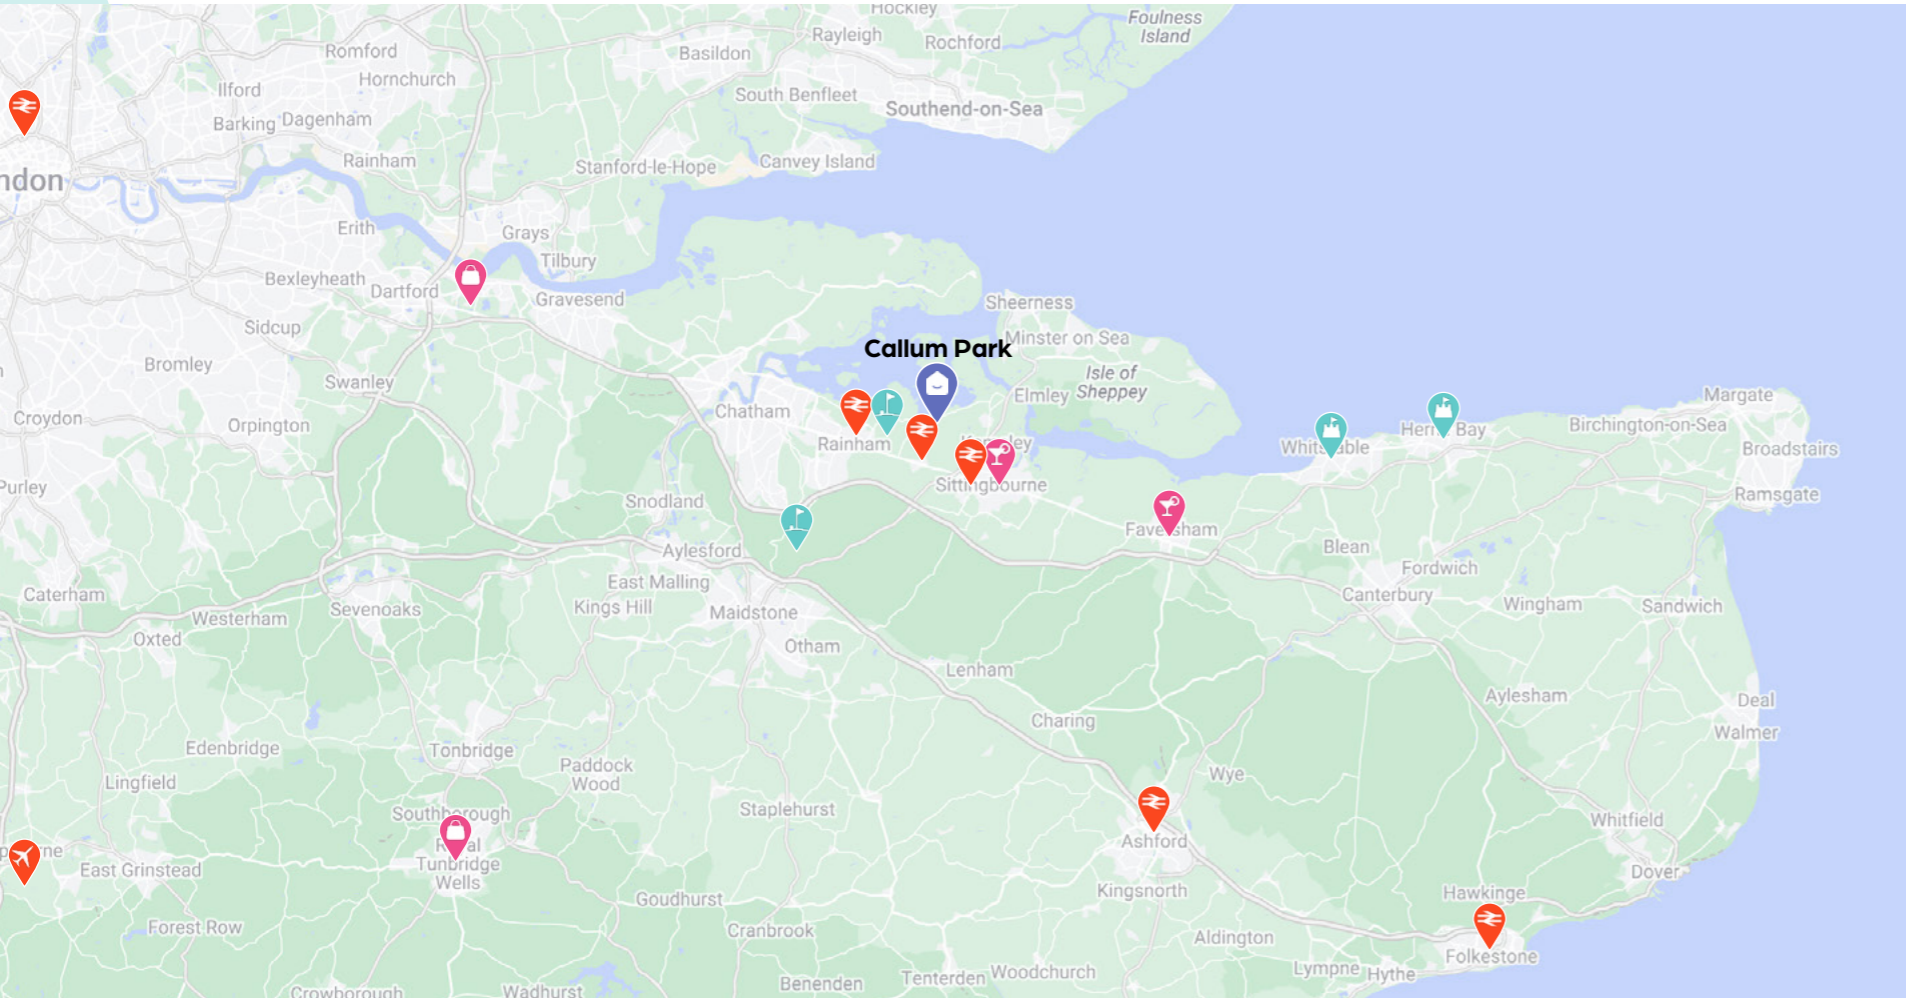 Hockley
Foulness
Island
Romford
Rayleigh
Rochford
Basildon
Hornchurch
Ilford
South Benfleet
Southend-on-Sea
Barking
Dagenham
Rainham
Stanford-le-Hope
Canvey Island
ndon
Erith
Grays
Tilbury
Bexleyheath
Dartford
Gravesend
Sheerness
Sidcup
Minster on Sea
Callum Park
Bromley
Isle of
Sheppey
Swanley
Elmley
Margate
Chatham
Croydon
Orpington
Birchington-on-Sea
Rainham
Broadstairs
Purley
Sittingbourne
Ramsgate
Snodland
Aylesford
Blean
East Malling
Fordwich
Caterham
Kings Hill
Canterbury
Sevenoaks
Maidstone
Wingham
Sandwich
Westerham
Oxted
Otham
Lenham
Aylesham
Deal
Charing
Walmer
Edenbridge
Tonbridge
Paddock
Wood
Wye
Lingfield
Southborough
Staplehurst
Whitfield
Ashford
Tunbridge
Wells
East Grinstead
Dover
Kingsnorth
Hawkinge
Goudhurst
Forest Row
Cranbrook
Aldington
Folkestone
Lympne
Hythe
Tenterden
Woodchurch
Benenden
Crowborough
Wadhurst